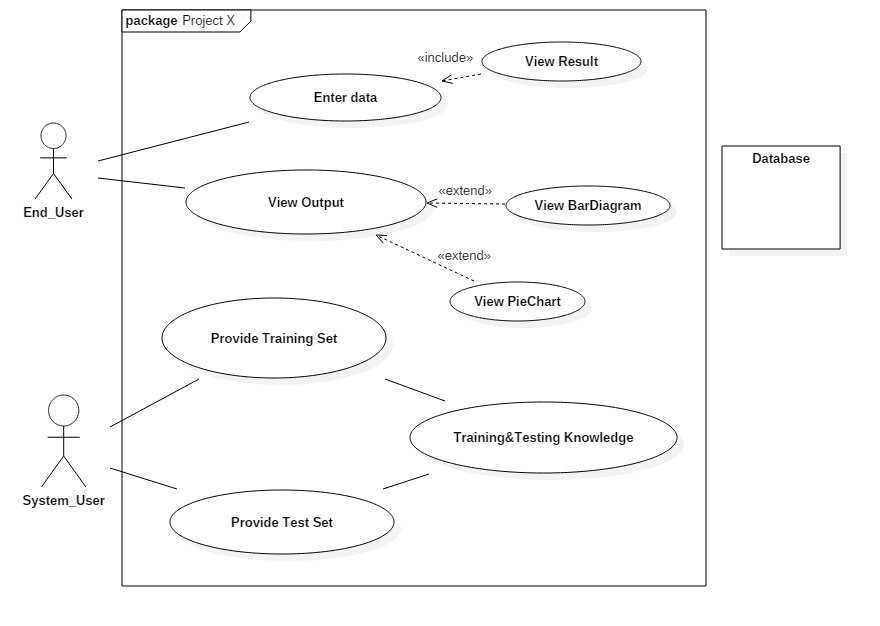 package Project X
«include»
View Result
Enter data
End_User
Database
View Output
«extend»
View BarDiagram
«extend»
View PieChart
Provide Training Set
System_User
Training&Testing Knowledge
Provide Test Set